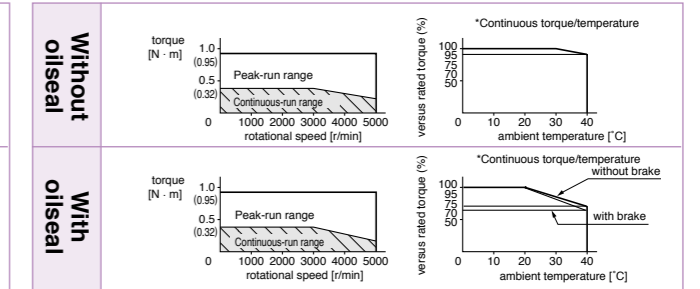 Without oilseal
torque
[N · m]
1.0
(0.95)
0.5
(0.32)
Peak-run range
Continuous-run range
0 1000 2000 3000 4000 5000
rotational speed [r/min]
*Continuous torque/temperature
versus rated torque (%)
100
95
75
70
50
0 10 20 30 40
ambient temperature [˚C]
With oilseal
torque
[N · m]
1.0
(0.95)
0.5
(0.32)
Peak-run range
Continuous-run range
0 1000 2000 3000 4000 5000
rotational speed [r/min]
*Continuous torque/temperature
without brake
versus rated torque (%)
100
95
75
70
50
with brake
0 10 20 30 40
ambient temperature [˚C]